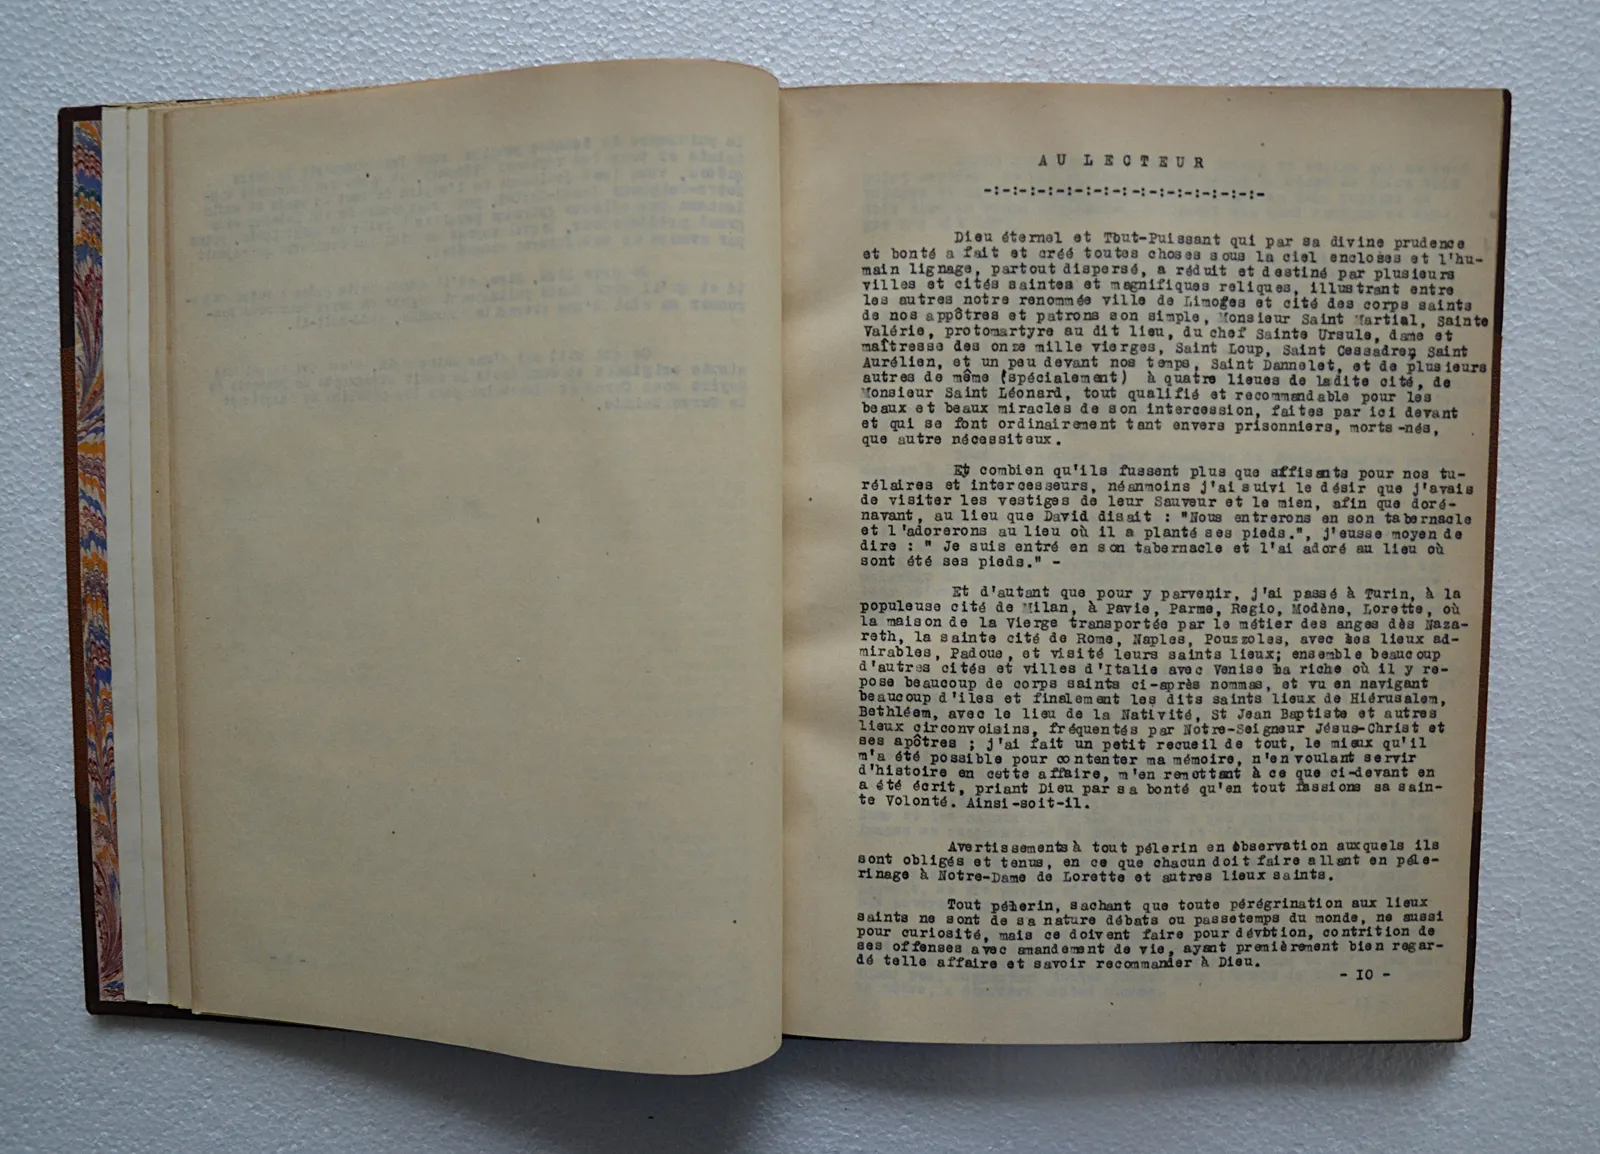 AU LECTEUR
-:-:-:-:-:-:-:-:-:-:-:-:-:-:-:-
Dieu éternel et Tout-Puissant qui par sa divine prudence
et bonté a fait et créé toutes choses sous la ciel encloses et l'hu-
main lignage, partout dispersé, a réduit et destiné par plusieurs
villes et cités saintes et magnifiques reliques, illustrant entre
les autres notre renommée ville de Limoges et cité des corps saints
de nos appôtres et patrons son simple, Monsieur Saint Martial, Sainte
Valérie, protomartyre au dit lieu, du chef Sainte Ursule, dame et
maîtresse des onze mille vierges, Saint Loup, Saint Cessadre, Saint
Aurélien, et un peu devant nos temps, Saint Dannolet, et de plusieurs
autres de même (spécialement) à quatre lieues de ladite cité, de
Monsieur Saint Léonard, tout qualifié et recommandable pour les
beaux et beaux miracles de son intercession, faites par ici devant
et qui se font ordinairement tant envers prisonniers, morts-nés,
que autre nécessiteux.
Et combien qu'ils fussent plus que affisants pour nos tu-
rélaires et intercesseurs, néanmoins j'ai suivi le désir que j'avais
de visiter les vestiges de leur Sauveur et le mien, afin que doré-
navant, au lieu que David disait : "Nous entrerons en son tabernacle
et l'adorerons au lieu où il a planté ses pieds.", j'eusse moyen de
dire : " Je suis entré en son tabernacle et l'ai adoré au lieu où
sont été ses pieds." -
Et d'autant que pour y parvenir, j'ai passé à Turin, à la
populeuse cité de Milan, à Pavie, Parme, Regio, Modène, Lorette, où
la maison de la Vierge transportée par le métier des anges dès Naza-
reth, la sainte cité de Rome, Naples, Pouzzoles, avec les lieux ad-
mirables, Padoue, et visité leurs saints lieux; ensemble beaucoup
d'autres cités et villes d'Italie avec Venise la riche où il y re-
pose beaucoup de corps saints ci-après nommas, et vu en navigant
beaucoup d'iles et finalement les dits saints lieux de Hiérusalem,
Bethléem, avec le lieu de la Nativité, St Jean Baptiste et autres
lieux circonvoisins, fréquentés par Notre-Seigneur Jésus-Christ et
ses apôtres ; j'ai fait un petit recueil de tout, le mieux qu'il
m'a été possible pour contenter ma mémoire, n'en voulant servir
d'histoire en cette affaire, m'en remettant à ce que ci-devant en
a été écrit, priant Dieu par sa bonté qu'en tout fassions sa sain-
te Volonté. Ainsi-soit-il.
Avertissements à tout pélerin en observation auxquels ils
sont obligés et tenus, en ce que chacun doit faire allant en péle-
rinage à Notre-Dame de Lorette et autres lieux saints.
Tout pélerin, sachant que toute pérégrination aux lieux
saints ne sont de sa nature débats ou passetemps du monde, ne aussi
pour curiosité, mais ce doivent faire pour dévotion, contrition de
ses offenses avec amandement de vie, ayant premièrement bien regar-
dé telle affaire et savoir recommander à Dieu.
- 10 -